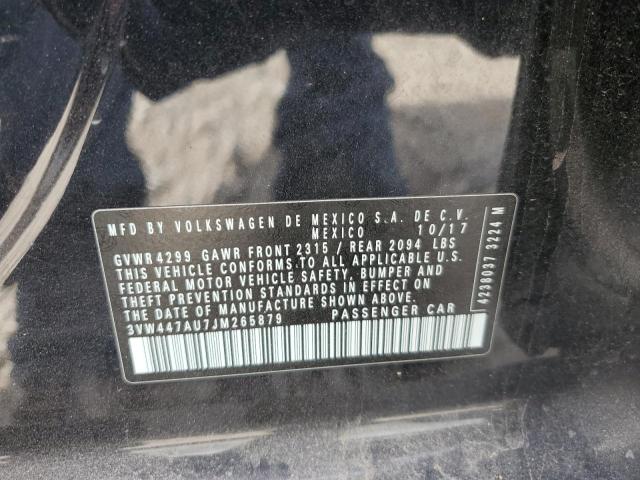 MFD BY VOLKSWAGEN DE MEXICO S.A. DE C.V.
MEXICO 10/17
GVWR 4299 GAWR FRONT 2315 / REAR 2094 LBS
THIS VEHICLE CONFORMS TO ALL APPLICABLE U.S.
FEDERAL MOTOR VEHICLE SAFETY, BUMPER AND
THEFT PREVENTION STANDARDS IN EFFECT ON
THE DATE OF MANUFACTURE SHOWN ABOVE.
3VW447AU7JM265879 PASSENGER CAR
4238037 3224 M